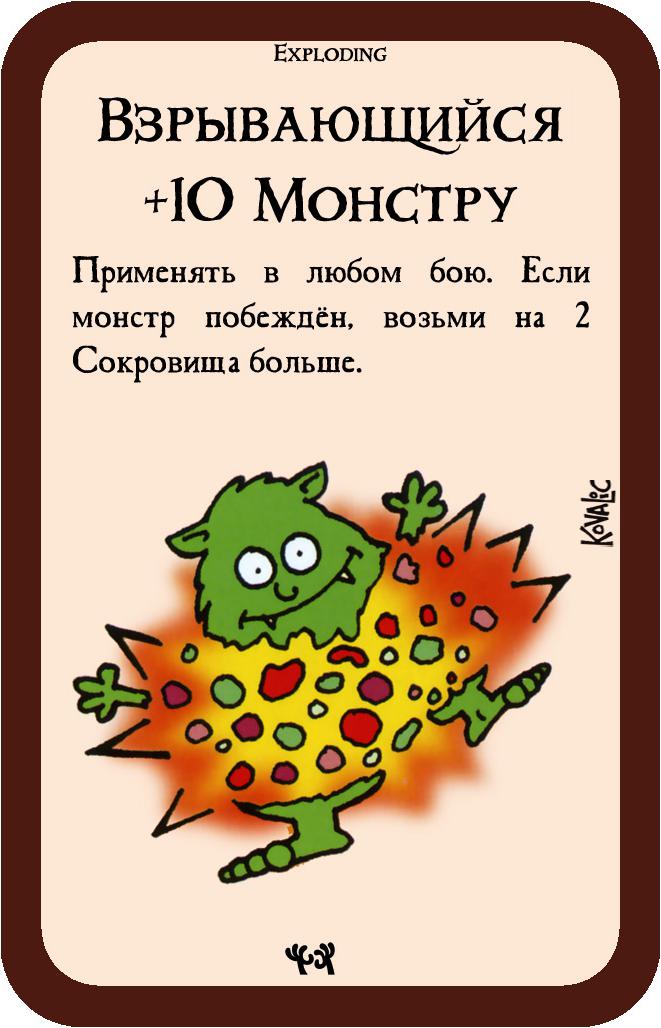 Exploding
Взрывающийся
+10 Монстру
Применять в любом бою. Если
монстр побеждён, возьми на 2
Сокровища больше.
Kovalic